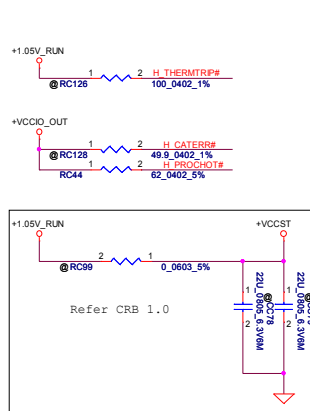 +1.05V_RUN
1 2 H_THERMTRIP#
@RC126 100_0402_1%
+VCCIO_OUT
1 2 H_CATERR#
@RC128 49.9_0402_1%
1 2 H_PROCHOT#
RC44 62_0402_5%
+1.05V_RUN +VCCST
2 1
@RC99 0_0603_5%
Refer CRB 1.0
1 2
22U_0805_6.3V6M
@CC78
1 2
22U_0805_6.3V6M